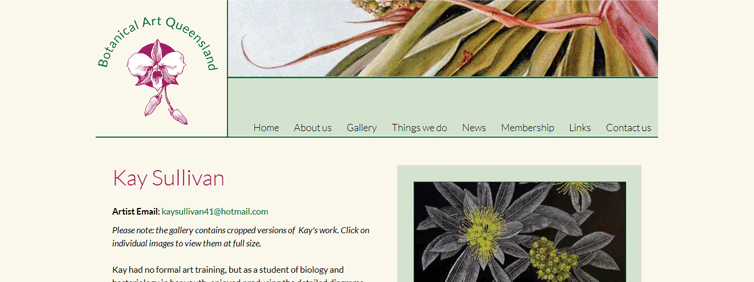 Botanical Art Queensland
Home About us Gallery Things we do News Membership Links Contact us
Kay Sullivan
Artist Email: kaysullivan41@hotmail.com
Please note: the gallery contains cropped versions of Kay's work. Click on
individual images to view them at full size.
Kay had no formal art training, but as a student of biology and